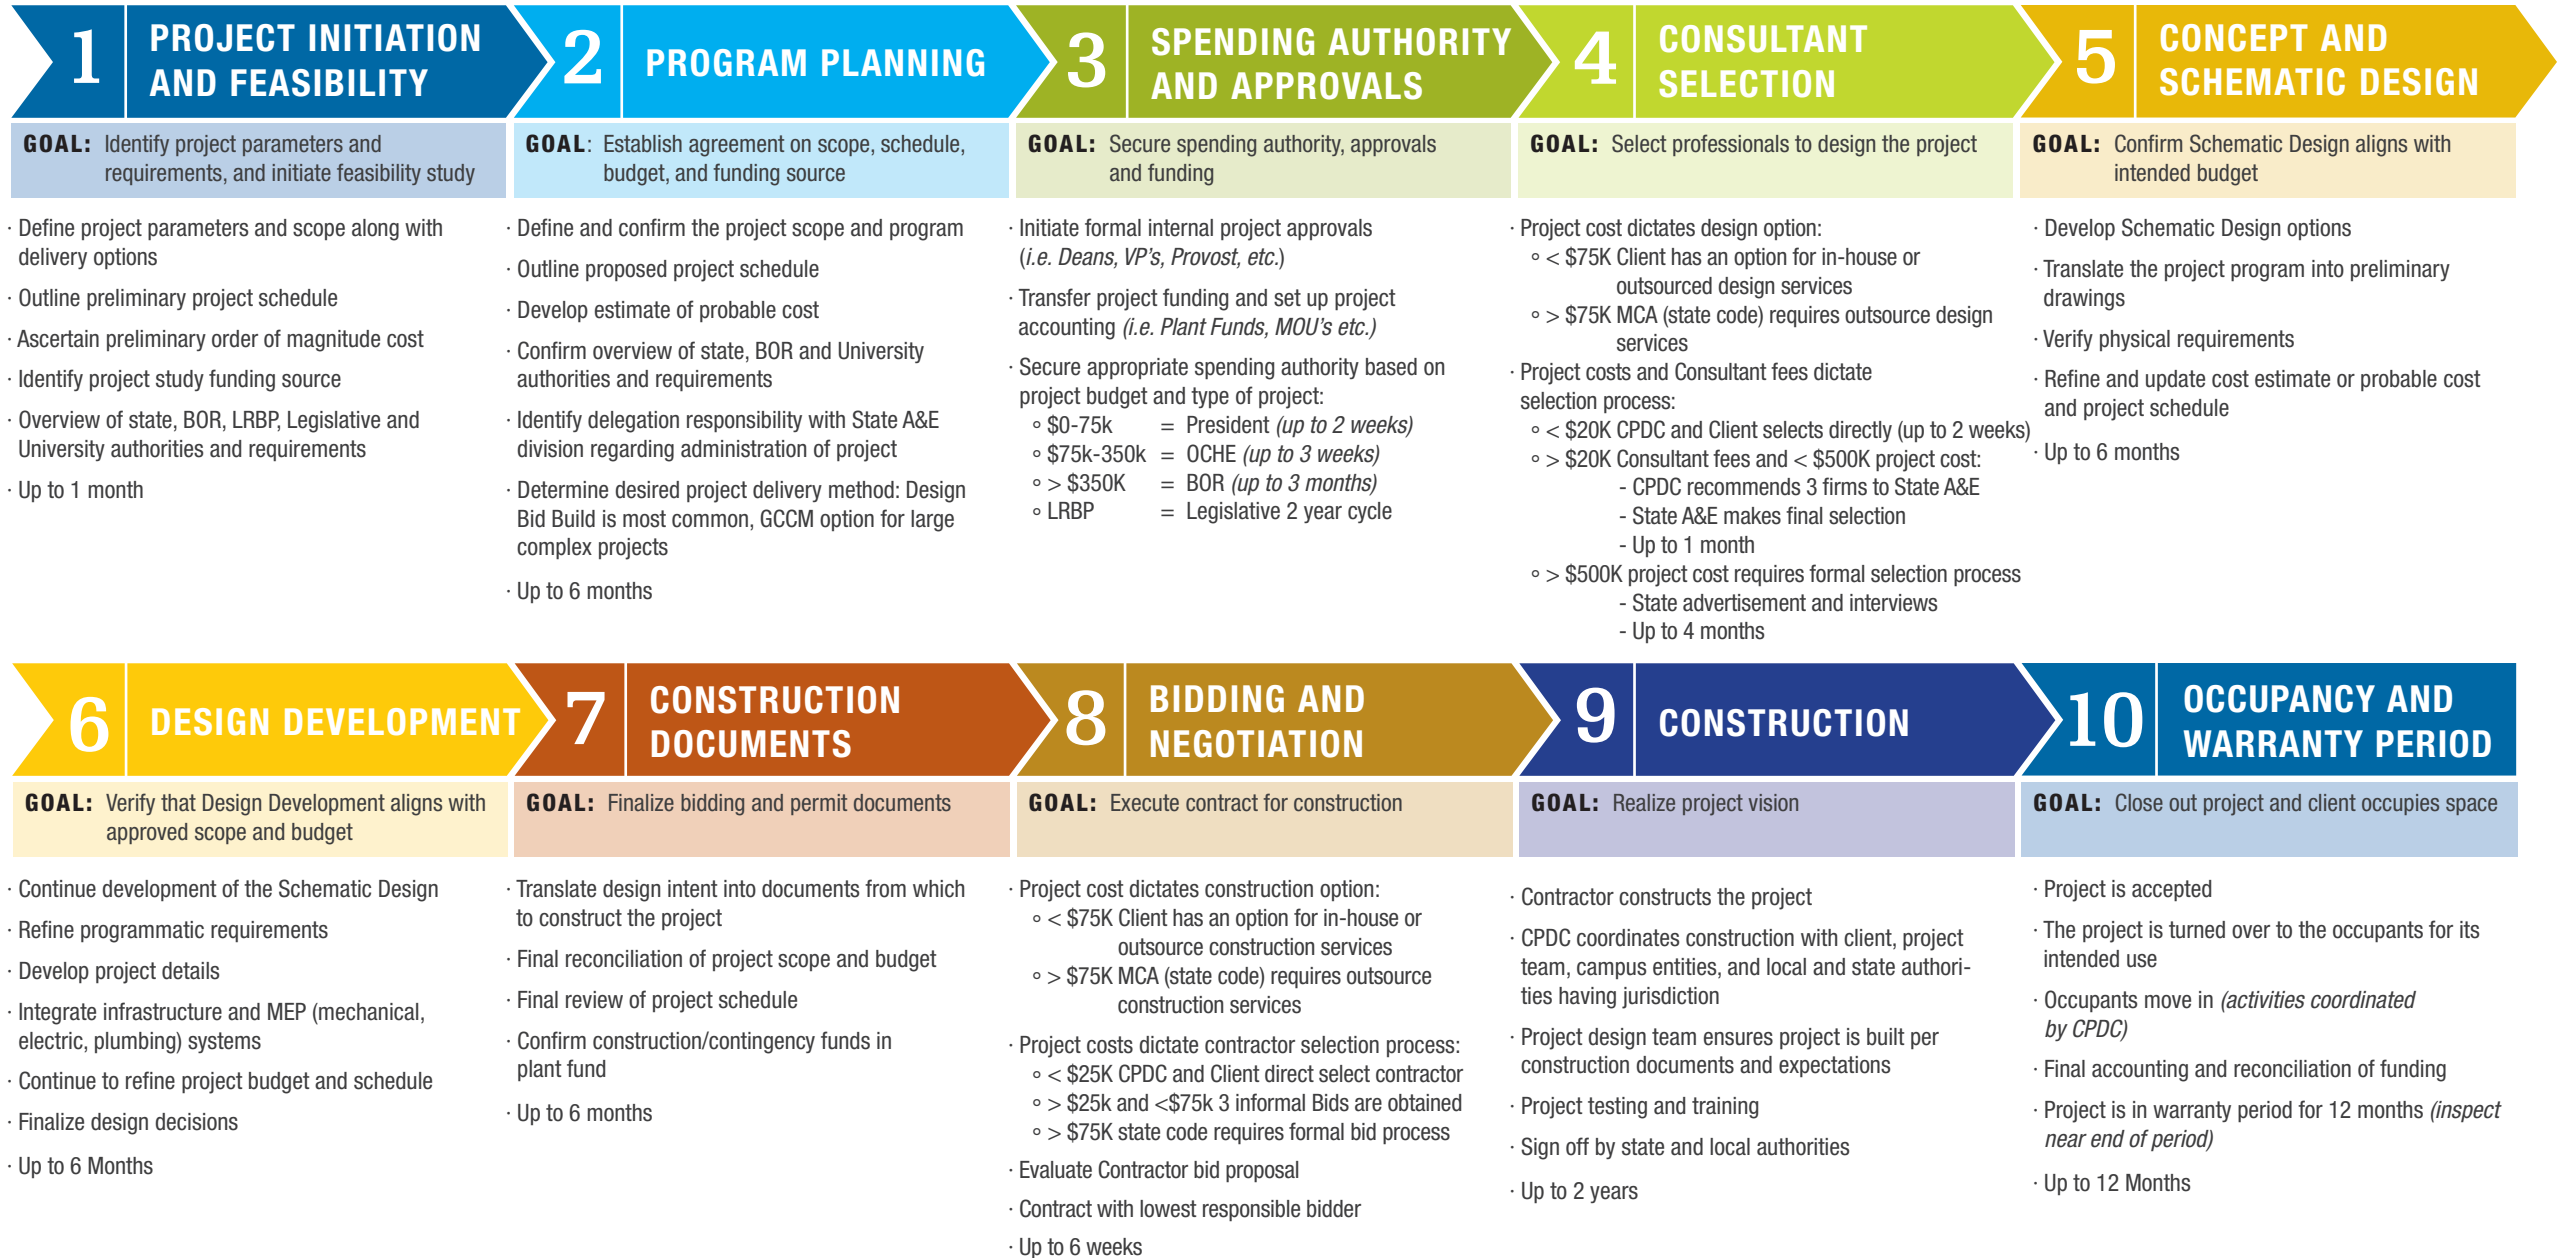 1
PROJECT INITIATION
AND FEASIBILITY
GOAL: Identify project parameters and
requirements, and initiate feasibility study
· Define project parameters and scope along with
delivery options
· Outline preliminary project schedule
· Ascertain preliminary order of magnitude cost
· Identify project study funding source
· Overview of state, BOR, LRBP, Legislative and
University authorities and requirements
· Up to 1 month
2
PROGRAM PLANNING
GOAL: Establish agreement on scope, schedule,
budget, and funding source
· Define and confirm the project scope and program
· Outline proposed project schedule
· Develop estimate of probable cost
· Confirm overview of state, BOR and University
authorities and requirements
· Identify delegation responsibility with State A&E
division regarding administration of project
· Determine desired project delivery method: Design
Bid Build is most common, GCCM option for large
complex projects
· Up to 6 months
3
SPENDING AUTHORITY
AND APPROVALS
GOAL: Secure spending authority, approvals
and funding
· Initiate formal internal project approvals
(i.e. Deans, VP's, Provost, etc.)
· Transfer project funding and set up project
accounting (i.e. Plant Funds, MOU's etc.)
· Secure appropriate spending authority based on
project budget and type of project:
∘ $0-75k = President (up to 2 weeks)
∘ $75k-350k = OCHE (up to 3 weeks)
∘ > $350K = BOR (up to 3 months)
∘ LRBP = Legislative 2 year cycle
4
CONSULTANT
SELECTION
GOAL: Select professionals to design the project
· Project cost dictates design option:
∘ < $75K Client has an option for in-house or
outsourced design services
∘ > $75K MCA (state code) requires outsource design
services
· Project costs and Consultant fees dictate
selection process:
∘ < $20K CPDC and Client selects directly (up to 2 weeks)
∘ > $20K Consultant fees and < $500K project cost:
- CPDC recommends 3 firms to State A&E
- State A&E makes final selection
- Up to 1 month
∘ > $500K project cost requires formal selection process
- State advertisement and interviews
- Up to 4 months
5
CONCEPT AND
SCHEMATIC DESIGN
GOAL: Confirm Schematic Design aligns with
intended budget
· Develop Schematic Design options
· Translate the project program into preliminary
drawings
· Verify physical requirements
· Refine and update cost estimate or probable cost
and project schedule
· Up to 6 months
6
DESIGN DEVELOPMENT
GOAL: Verify that Design Development aligns with
approved scope and budget
· Continue development of the Schematic Design
· Refine programmatic requirements
· Develop project details
· Integrate infrastructure and MEP (mechanical,
electric, plumbing) systems
· Continue to refine project budget and schedule
· Finalize design decisions
· Up to 6 Months
7
CONSTRUCTION
DOCUMENTS
GOAL: Finalize bidding and permit documents
· Translate design intent into documents from which
to construct the project
· Final reconciliation of project scope and budget
· Final review of project schedule
· Confirm construction/contingency funds in
plant fund
· Up to 6 months
8
BIDDING AND
NEGOTIATION
GOAL: Execute contract for construction
· Project cost dictates construction option:
∘ < $75K Client has an option for in-house or
outsource construction services
∘ > $75K MCA (state code) requires outsource
construction services
· Project costs dictate contractor selection process:
∘ < $25K CPDC and Client direct select contractor
∘ > $25k and <$75k 3 informal Bids are obtained
∘ > $75K state code requires formal bid process
· Evaluate Contractor bid proposal
· Contract with lowest responsible bidder
· Up to 6 weeks
9
CONSTRUCTION
GOAL: Realize project vision
· Contractor constructs the project
· CPDC coordinates construction with client, project
team, campus entities, and local and state authori-
ties having jurisdiction
· Project design team ensures project is built per
construction documents and expectations
· Project testing and training
· Sign off by state and local authorities
· Up to 2 years
10
OCCUPANCY AND
WARRANTY PERIOD
GOAL: Close out project and client occupies space
· Project is accepted
· The project is turned over to the occupants for its
intended use
· Occupants move in (activities coordinated
by CPDC)
· Final accounting and reconciliation of funding
· Project is in warranty period for 12 months (inspect
near end of period)
· Up to 12 Months